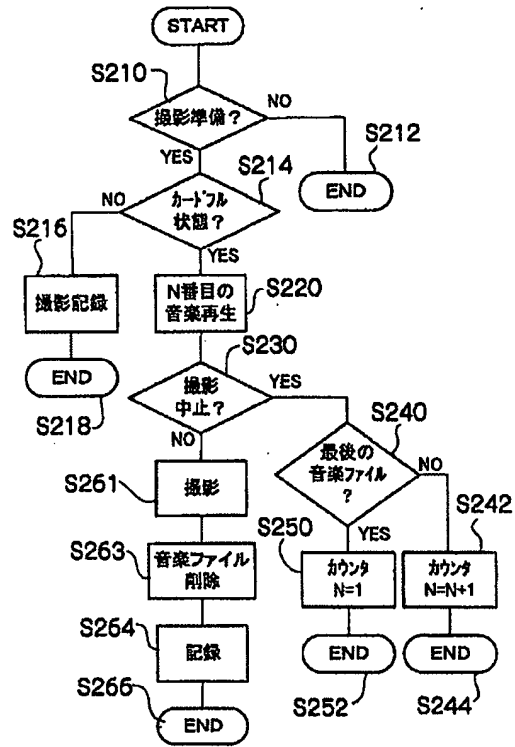 START
S210
撮影準備?
NO
YES
S212
END
S214
カードフル
状態?
NO
YES
S216
撮影記録
END
S218
N番目の
音楽再生
S220
S230
撮影
中止?
YES
NO
S240
最後の
音楽ファイル
?
NO
YES
S261
撮影
S250
カウンタ
N=1
S242
カウンタ
N=N+1
S263
音楽ファイル
削除
END
S252
END
S244
S264
記録
S266
END